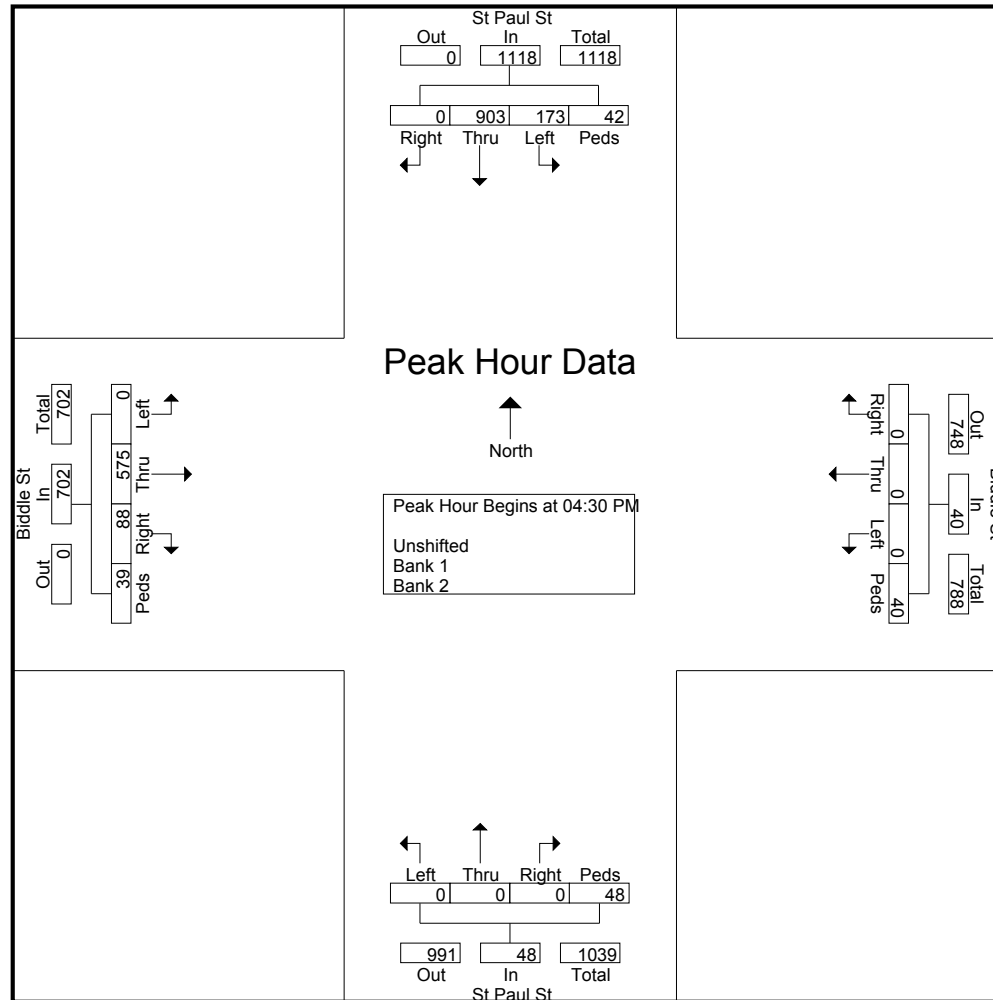 St Paul St
Out In Total
0 1118 1118
0 903 173 42
Right Thru Left Peds
Peak Hour Data
North
Peak Hour Begins at 04:30 PM
Unshifted
Bank 1
Bank 2
Biddle St
Total In Out
702 702 0
0 575 88 39
Left Thru Right Peds
Right Thru Left Peds
0 0 0 40
Out In Total
748 40 788
Left Thru Right Peds
0 0 0 48
991 48 1039
Out In Total
St Paul St